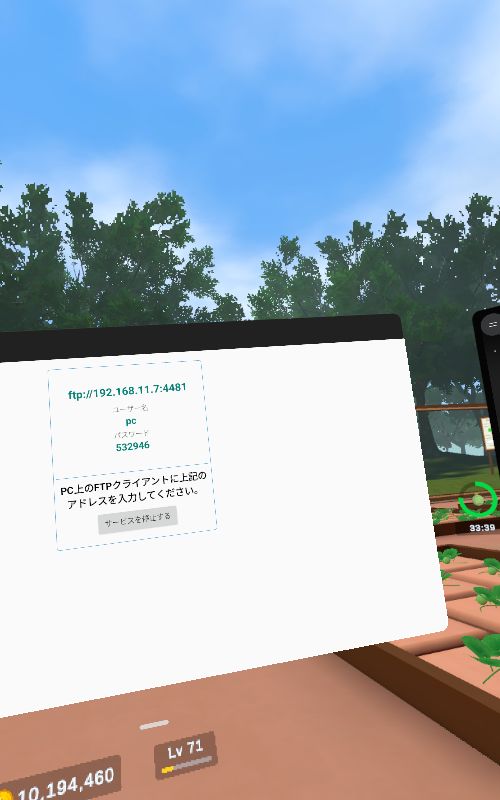 ftp://192.168.11.7:4481
ユーザー名
pc
パスワード
532946
PC上のFTPクライアントに上記の
アドレスを入力してください。
サービスを停止する
33:39
Lv 71
10,194,460